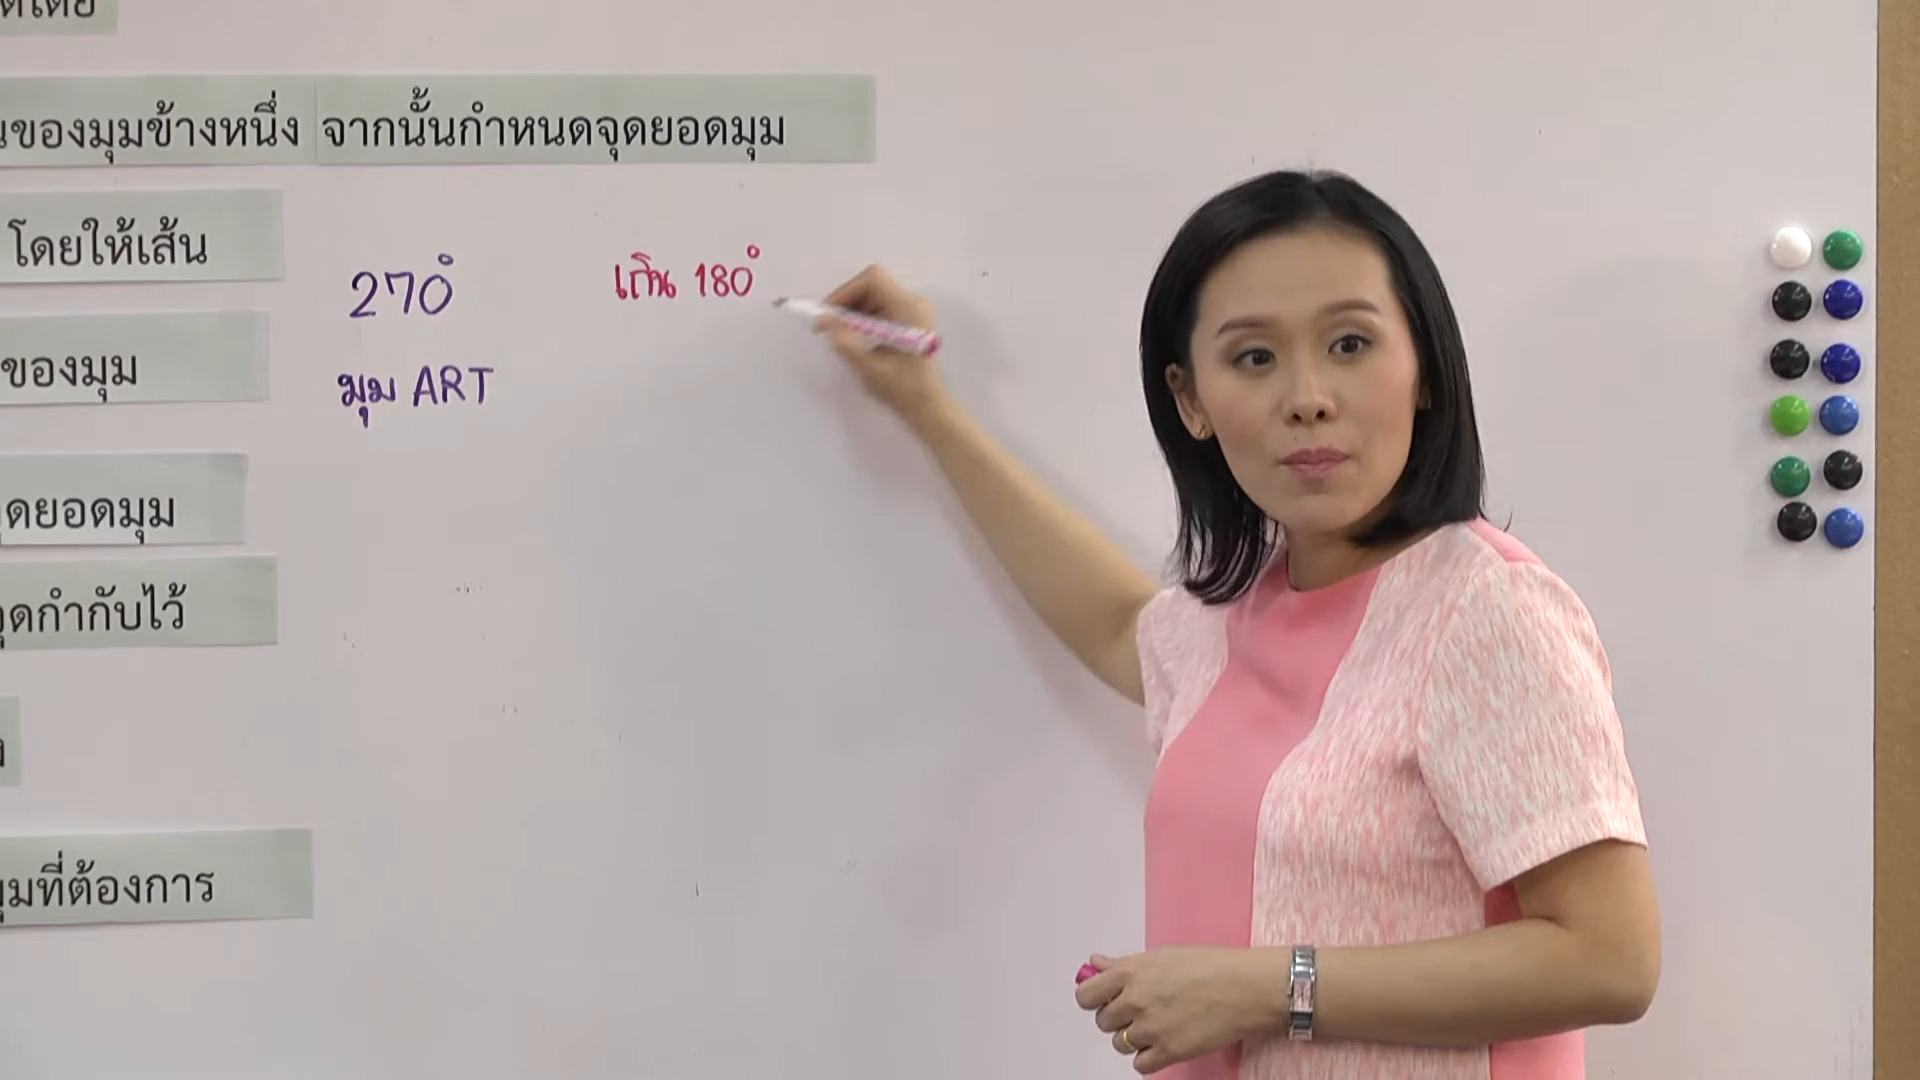 นของมุมข้างหนึ่ง จากนั้นกำหนดจุดยอดมุม
โดยให้เส้น
270° เกิน 180°
ของมุม
มุม ART
ดยอดมุม
จุดกำกับไว้
มุมที่ต้องการ